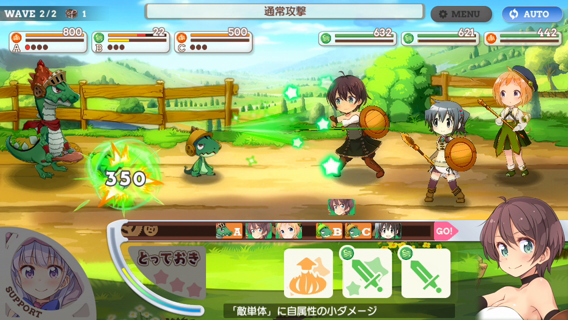 WAVE 2/2 1
通常攻撃
MENU
AUTO
A 800
B 22
C 500
632
621
442
350
A B C GO!
とっておき
SUPPORT
「敵単体」に自属性の小ダメージ